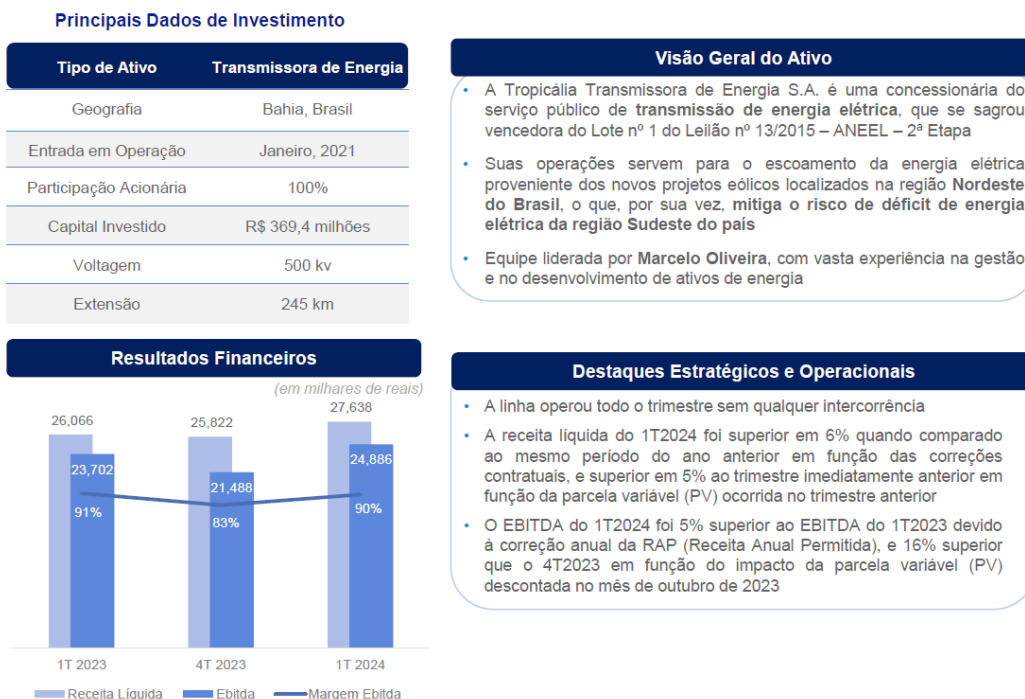 Principais Dados de Investimento
Tipo de Ativo Transmissora de Energia
Geografia Bahia, Brasil
Entrada em Operação Janeiro, 2021
Participação Acionária 100%
Capital Investido R$ 369,4 milhões
Voltagem 500 kv
Extensão 245 km
Visão Geral do Ativo
• A Tropicália Transmissora de Energia S.A. é uma concessionária do
serviço público de transmissão de energia elétrica, que se sagrou
vencedora do Lote nº 1 do Leilão nº 13/2015 – ANEEL – 2ª Etapa
• Suas operações servem para o escoamento da energia elétrica
proveniente dos novos projetos eólicos localizados na região Nordeste
do Brasil, o que, por sua vez, mitiga o risco de déficit de energia
elétrica da região Sudeste do país
• Equipe liderada por Marcelo Oliveira, com vasta experiência na gestão
e no desenvolvimento de ativos de energia
Resultados Financeiros
(em milhares de reais)
26,066
25,822
27,638
23,702
21,488
24,886
91%
83%
90%
1T 2023
4T 2023
1T 2024
Receita Líquida Ebitda Margem Ebitda
Destaques Estratégicos e Operacionais
• A linha operou todo o trimestre sem qualquer intercorrência
• A receita líquida do 1T2024 foi superior em 6% quando comparado
ao mesmo período do ano anterior em função das correções
contratuais, e superior em 5% ao trimestre imediatamente anterior em
função da parcela variável (PV) ocorrida no trimestre anterior
• O EBITDA do 1T2024 foi 5% superior ao EBITDA do 1T2023 devido
à correção anual da RAP (Receita Anual Permitida), e 16% superior
que o 4T2023 em função do impacto da parcela variável (PV)
descontada no mês de outubro de 2023